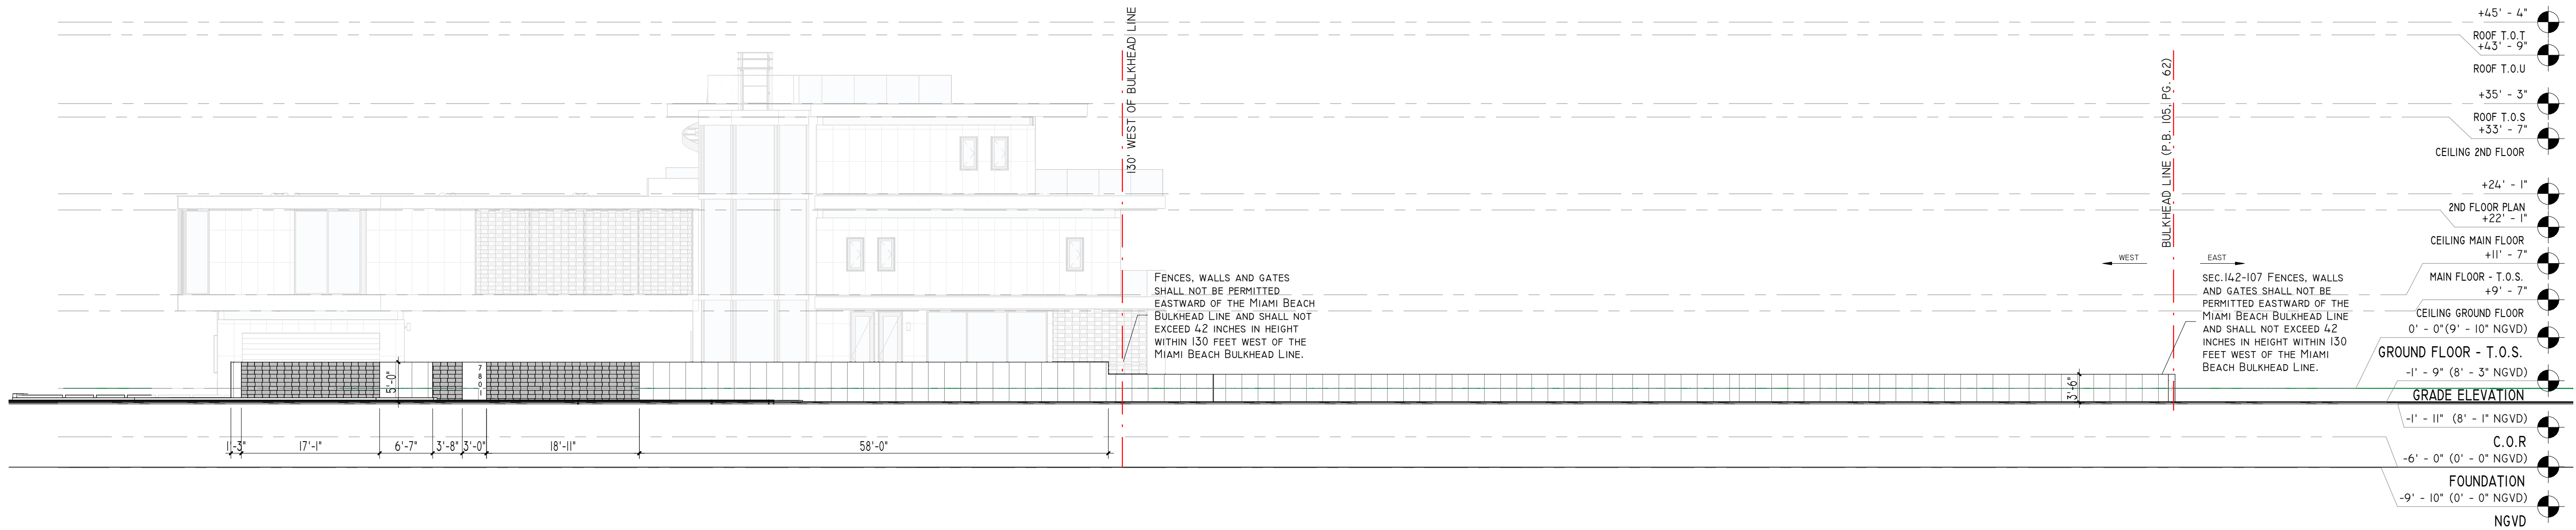 130' WEST OF BULKHEAD LINE
BULKHEAD LINE (P.B. 105, PG. 62)
+45' - 4"
ROOF T.O.T
+43' - 9"
ROOF T.O.U
+35' - 3"
ROOF T.O.S
+33' - 7"
CEILING 2ND FLOOR
+24' - 1"
2ND FLOOR PLAN
+22' - 1"
CEILING MAIN FLOOR
+11' - 7"
MAIN FLOOR - T.O.S.
+9' - 7"
CEILING GROUND FLOOR
0' - 0"(9' - 10" NGVD)
GROUND FLOOR - T.O.S.
-1' - 9" (8' - 3" NGVD)
GRADE ELEVATION
-1' - 11" (8' - 1" NGVD)
C.O.R
-6' - 0" (0' - 0" NGVD)
FOUNDATION
-9' - 10" (0' - 0" NGVD)
NGVD
WEST
EAST
FENCES, WALLS AND GATES
SHALL NOT BE PERMITTED
EASTWARD OF THE MIAMI BEACH
BULKHEAD LINE AND SHALL NOT
EXCEED 42 INCHES IN HEIGHT
WITHIN 130 FEET WEST OF THE
MIAMI BEACH BULKHEAD LINE.
SEC.142-107 FENCES, WALLS
AND GATES SHALL NOT BE
PERMITTED EASTWARD OF THE
MIAMI BEACH BULKHEAD LINE
AND SHALL NOT EXCEED 42
INCHES IN HEIGHT WITHIN 130
FEET WEST OF THE MIAMI
BEACH BULKHEAD LINE.
5'-0"
7
8
0
1
3'-6"
1'-3"
17'-1"
6'-7"
3'-8"
3'-0"
18'-11"
58'-0"